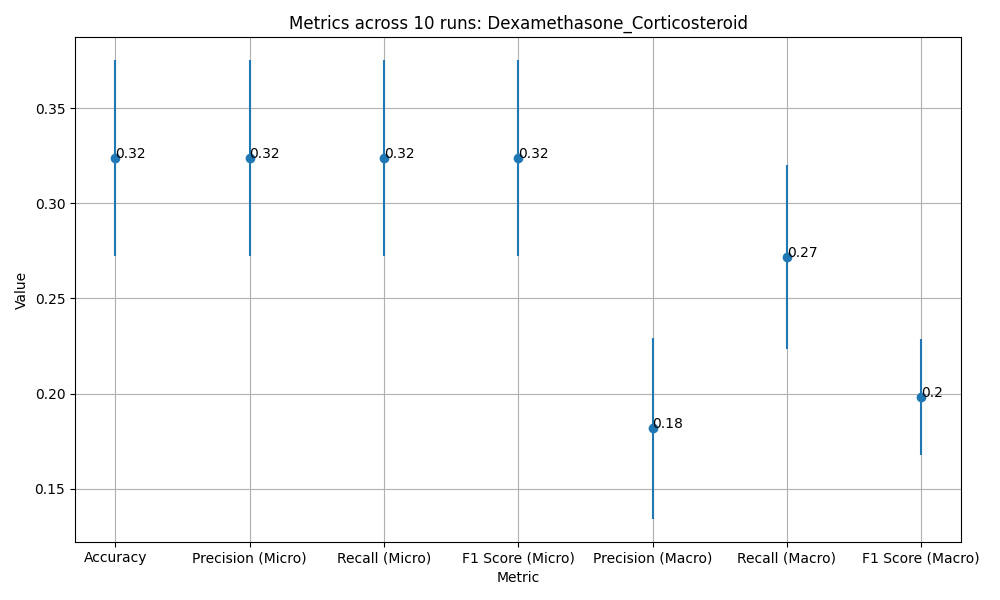 Metrics across 10 runs: Dexamethasone_Corticosteroid
Value
0.35
0.30
0.25
0.20
0.15
0.32
0.32
0.32
0.32
0.18
0.27
0.2
Accuracy
Precision (Micro)
Recall (Micro)
F1 Score (Micro)
Precision (Macro)
Recall (Macro)
F1 Score (Macro)
Metric